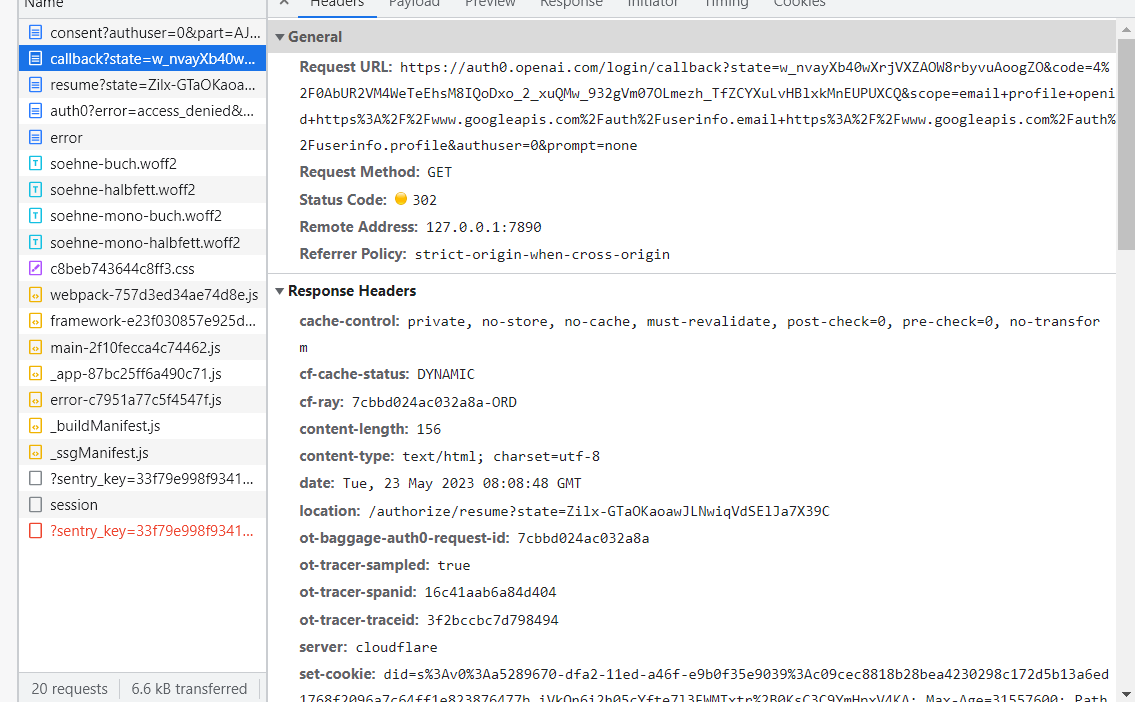 Name
Headers Payload Preview Response Initiator Timing Cookies
consent?authuser=0&part=AJ...
callback?state=w_nvayXb40w...
resume?state=Zilx-GTaOKaoa...
auth0?error=access_denied&...
error
soehne-buch.woff2
soehne-halbfett.woff2
soehne-mono-buch.woff2
soehne-mono-halbfett.woff2
c8beb743644c8ff3.css
webpack-757d3ed34ae74d8e.js
framework-e23f030857e925d...
main-2f10fecca4c74462.js
_app-87bc25ff6a490c71.js
error-c7951a77c5f4547f.js
_buildManifest.js
_ssgManifest.js
?sentry_key=33f79e998f9341...
session
?sentry_key=33f79e998f9341...
20 requests 6.6 kB transferred
General
Request URL: https://auth0.openai.com/login/callback?state=w_nvayXb40wXrjVXZAOW8rbyvuAoogZO&code=4%
2F0AbUR2VM4WeTeEhsM8IQoDxo_2_xuQMw_932gVm07OLmezh_TfZCYXuLvHBlxkMnEUPUXCQ&scope=email+profile+openi
d+https%3A%2F%2Fwww.googleapis.com%2Fauth%2Fuserinfo.email+https%3A%2F%2Fwww.googleapis.com%2Fauth%
2Fuserinfo.profile&authuser=0&prompt=none
Request Method: GET
Status Code: 302
Remote Address: 127.0.0.1:7890
Referrer Policy: strict-origin-when-cross-origin
Response Headers
cache-control: private, no-store, no-cache, must-revalidate, post-check=0, pre-check=0, no-transfor
m
cf-cache-status: DYNAMIC
cf-ray: 7cbbd024ac032a8a-ORD
content-length: 156
content-type: text/html; charset=utf-8
date: Tue, 23 May 2023 08:08:48 GMT
location: /authorize/resume?state=Zilx-GTaOKaoawJLNwiqVdSElJa7X39C
ot-baggage-auth0-request-id: 7cbbd024ac032a8a
ot-tracer-sampled: true
ot-tracer-spanid: 16c41aab6a84d404
ot-tracer-traceid: 3f2bccbc7d798494
server: cloudflare
set-cookie: did=s%3Av0%3Aa5289670-dfa2-11ed-a46f-e9b0f35e9039%3Ac09cec8818b28bea4230298c172d5b13a6ed
Max-Age=31557600; Path